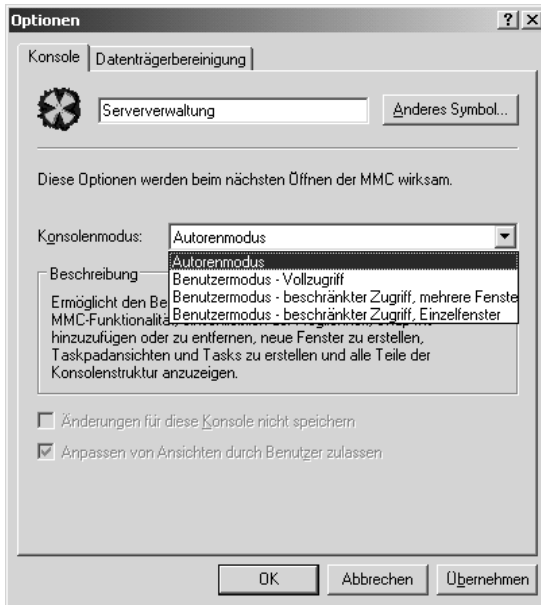 Optionen
Konsole
Datenträgerbereinigung
Serververwaltung
Anderes Symbol...
Diese Optionen werden beim nächsten Öffnen der MMC wirksam.
Konsolenmodus:
Autorenmodus
Autorenmodus
Benutzermodus - Vollzugriff
Benutzermodus - beschränkter Zugriff, mehrere Fenste
Benutzermodus - beschränkter Zugriff, Einzelfenster
Beschreibung
Ermöglicht den Be
MMC-Funktionalität,
hinzuzufügen oder zu entfernen, neue Fenster zu erstellen,
Taskpadansichten und Tasks zu erstellen und alle Teile der
Konsolenstruktur anzuzeigen.
Änderungen für diese Konsole nicht speichern
Anpassen von Ansichten durch Benutzer zulassen
OK
Abbrechen
Übernehmen